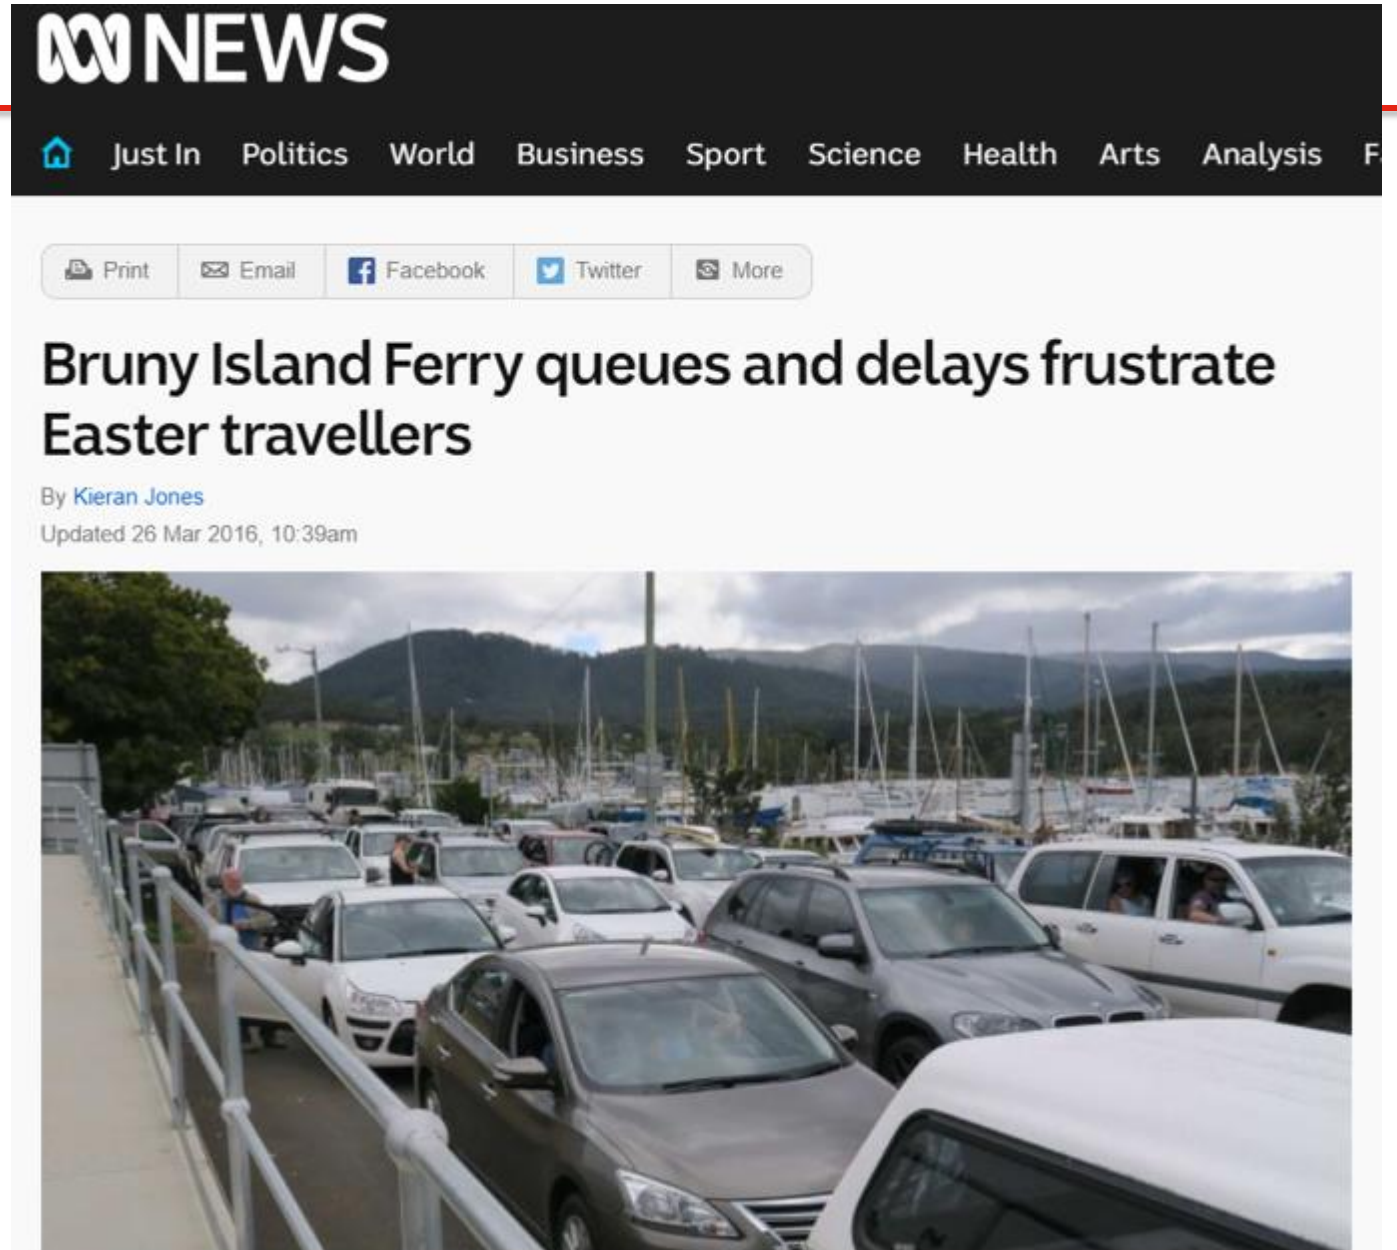 NEWS
Just In Politics World Business Sport Science Health Arts Analysis F
Print Email Facebook Twitter More
Bruny Island Ferry queues and delays frustrate
Easter travellers
By Kieran Jones
Updated 26 Mar 2016, 10:39am